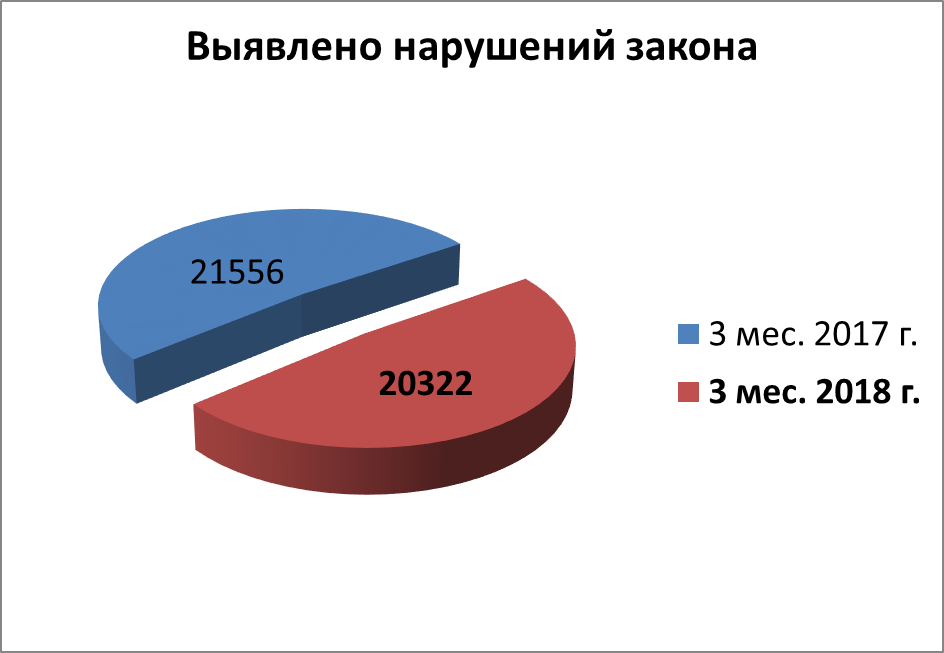 Выявлено нарушений закона
21556
20322
3 мес. 2017 г.
3 мес. 2018 г.